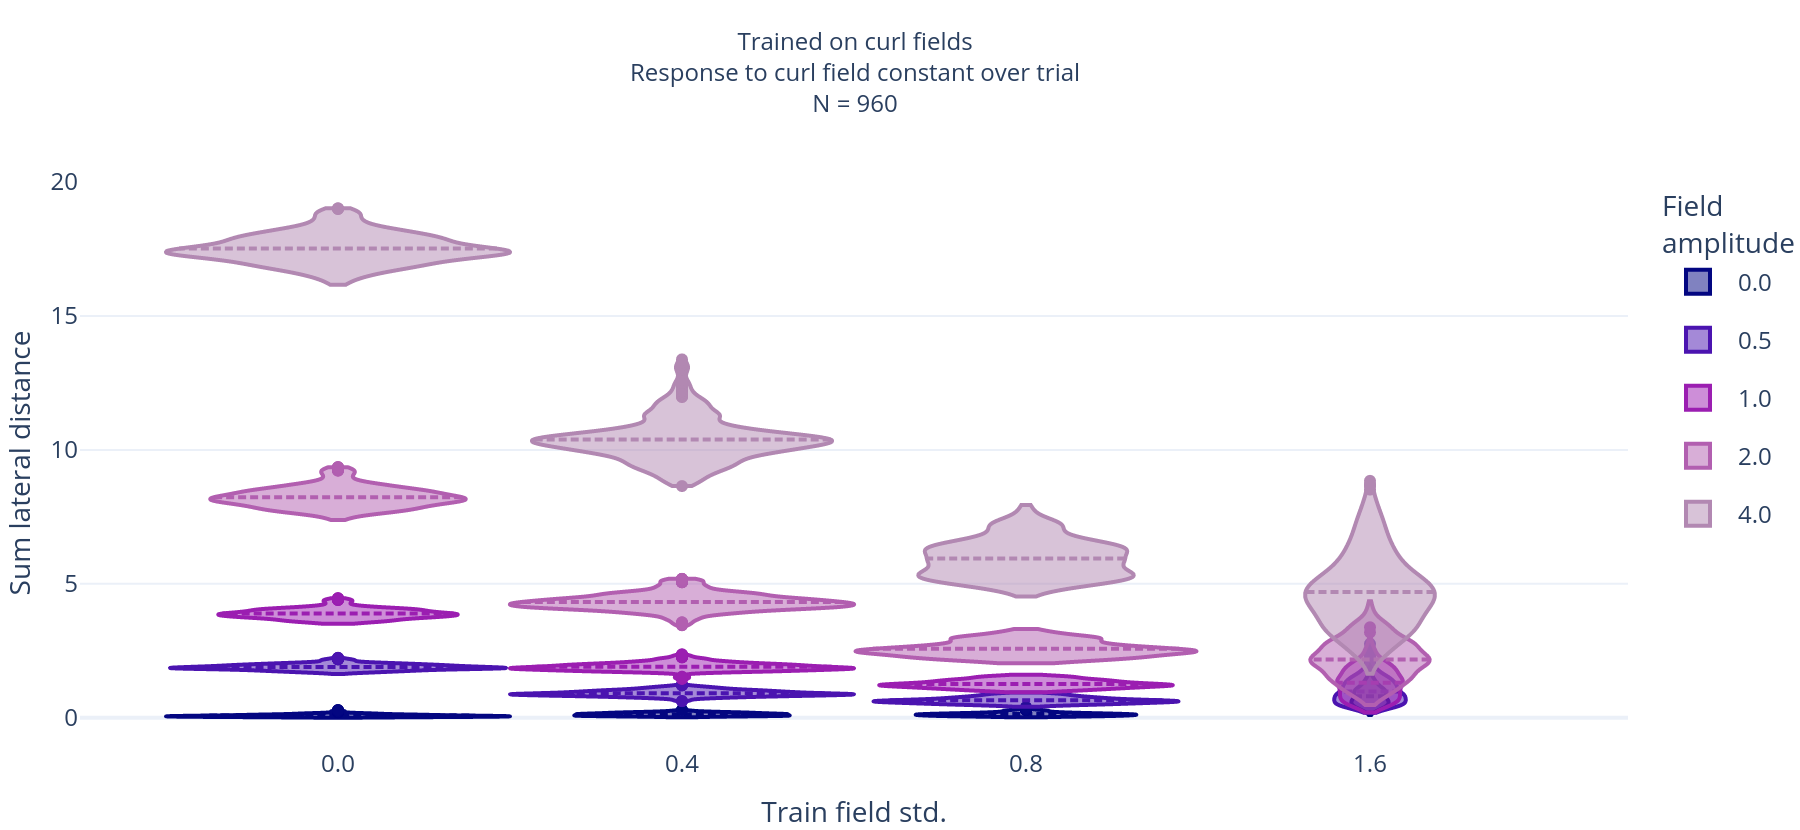 Trained on curl fields
Response to curl field constant over trial
N = 960
20
15
10
5
0
Sum lateral distance
0.0
0.4
0.8
1.6
Train field std.
Field
amplitude
0.0
0.5
1.0
2.0
4.0